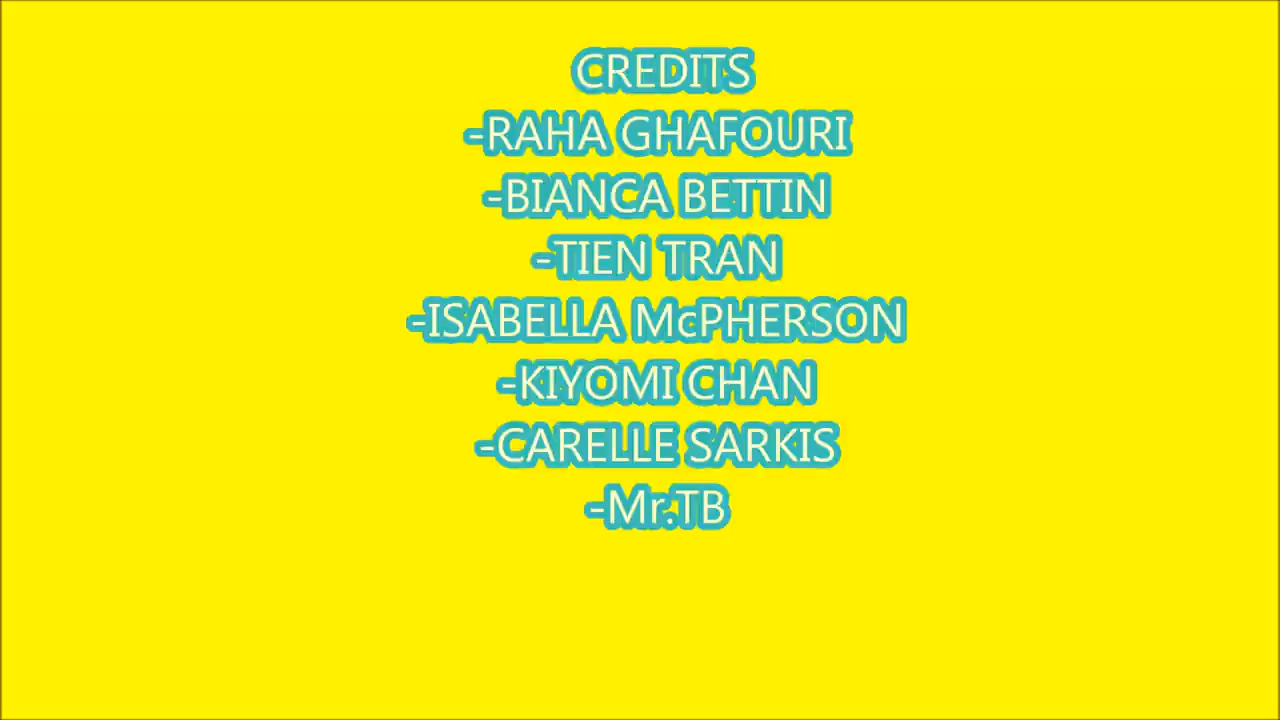 CREDITS
-RAHA GHAFOURI
-BIANCA BETTIN
-TIEN TRAN
-ISABELLA McPHERSON
-KIYOMI CHAN
-CARELLE SARKIS
-Mr.TB